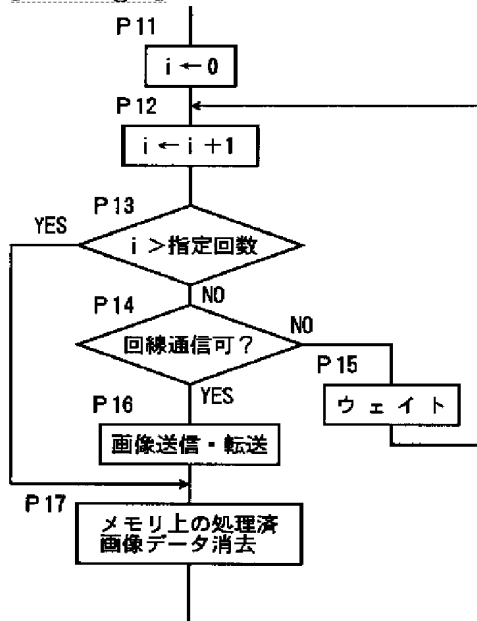 P11
i ← 0
P12
i ← i + 1
P13
YES
i ＞指定回数
NO
P14
NO
回線通信可？
P15
YES
P16
ウェイト
画像送信・転送
P17
メモリ上の処理済
画像データ消去